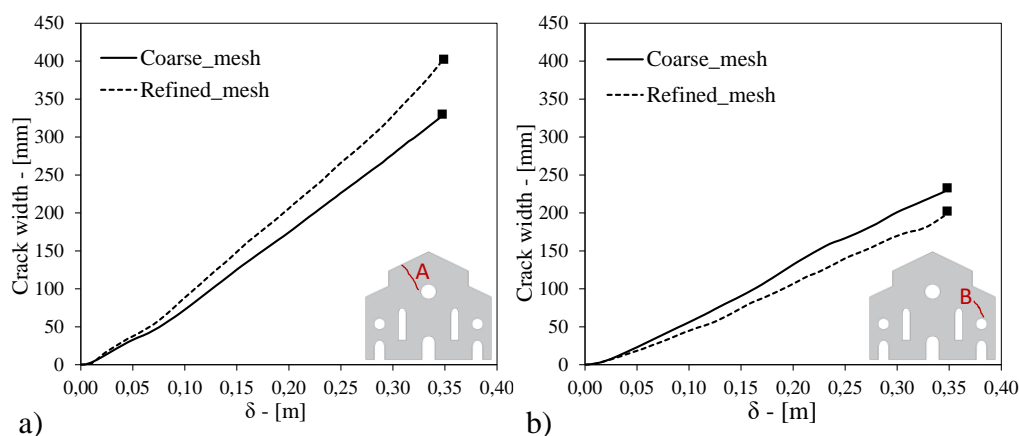 450
400
350
300
250
200
150
100
50
0
Crack width - [mm]
Coarse_mesh
Refined_mesh
A
0,00 0,05 0,10 0,15 0,20 0,25 0,30 0,35 0,40
δ - [m]
a)
450
400
350
300
250
200
150
100
50
0
Crack width - [mm]
Coarse_mesh
Refined_mesh
B
0,00 0,05 0,10 0,15 0,20 0,25 0,30 0,35 0,40
δ - [m]
b)